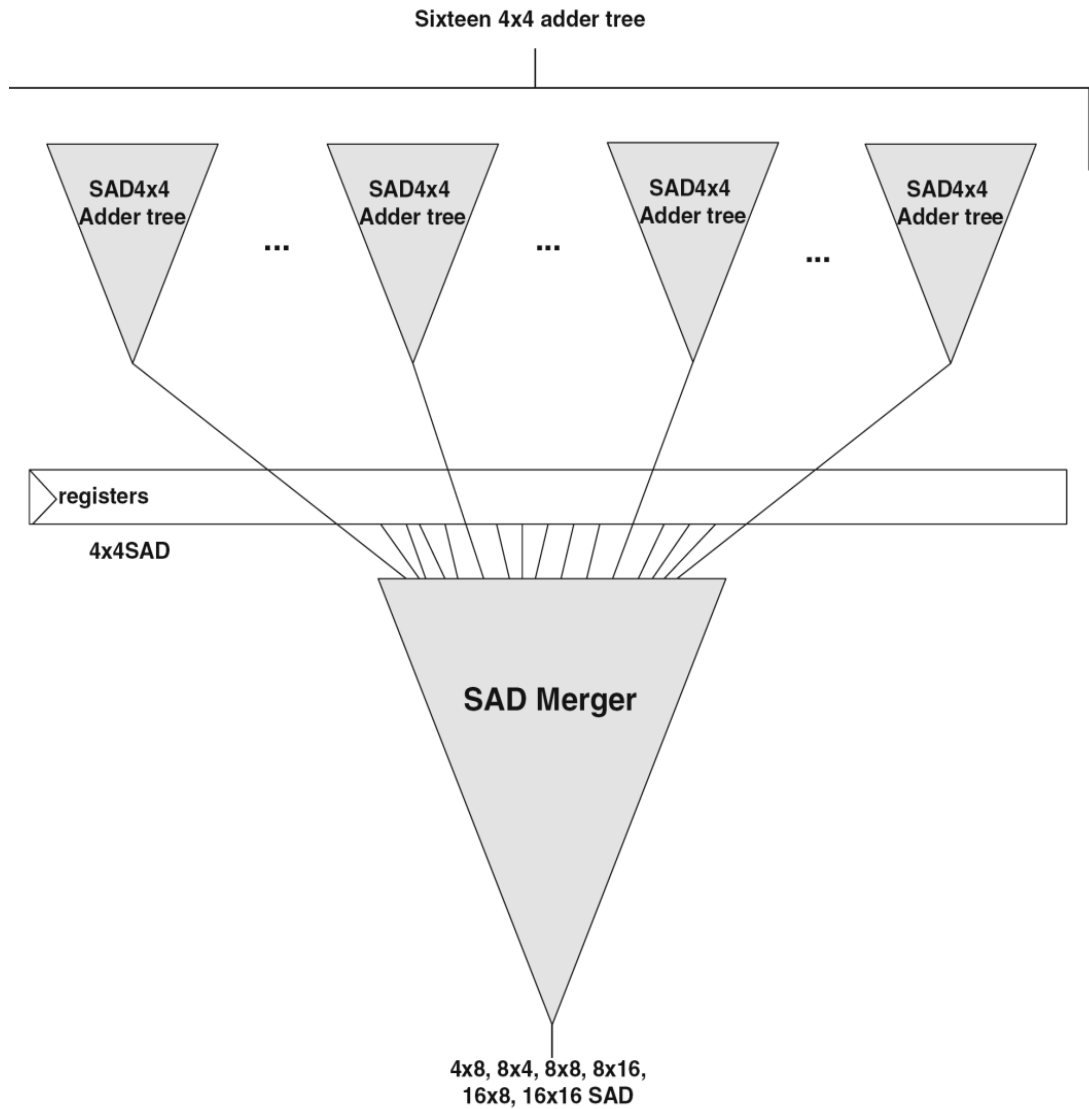 Sixteen 4x4 adder tree
SAD4x4
Adder tree
SAD4x4
Adder tree
SAD4x4
Adder tree
SAD4x4
Adder tree
...
...
...
registers
4x4SAD
SAD Merger
4x8, 8x4, 8x8, 8x16,
16x8, 16x16 SAD